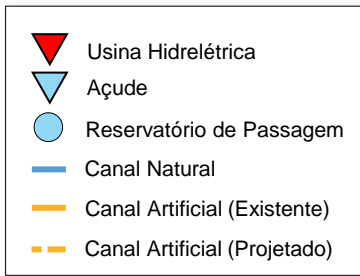 Usina Hidrelétrica
Açude
Reservatório de Passagem
Canal Natural
Canal Artificial (Existente)
Canal Artificial (Projetado)